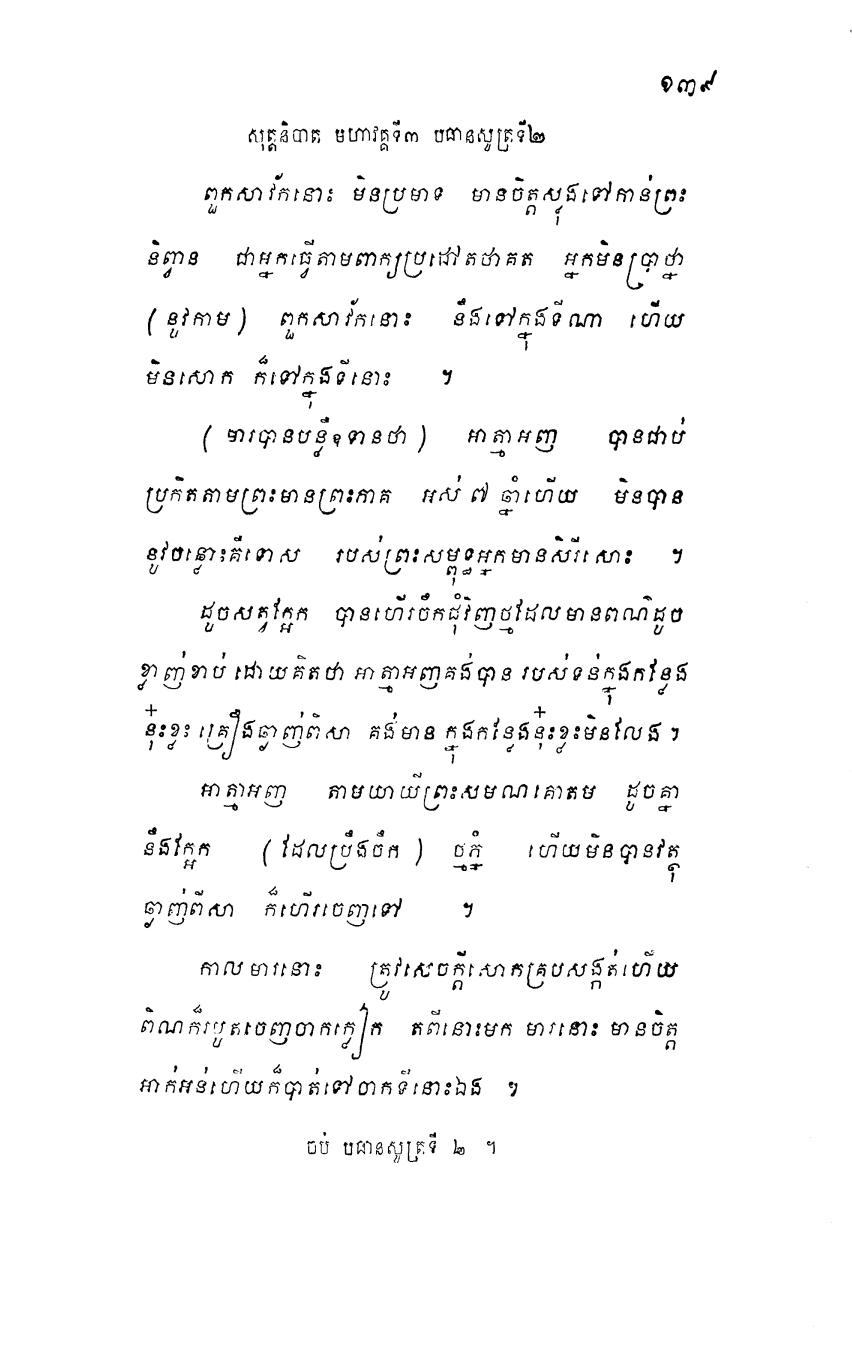 ១៣៩
សុត្តនិបាត មហាវគ្គទី៣ បធានសូត្រទី២
ពួកសាវ័កនោះ មិនប្រមាទ មានចិត្តស្លុងទៅកាន់ព្រះ
និព្វាន ជាអ្នកធ្វើតាមពាក្យប្រដៅតថាគត អ្នកមិនប្រាថ្នា
(នូវកាម) ពួកសាវ័កនោះ នឹងទៅក្នុងទីណា ហើយ
មិនសោក ក៏ទៅក្នុងទីនោះ ។
(មារបានបន្លឺឧទានថា) អាត្មាអញ បានជាប់
ប្រកិតតាមព្រះមានព្រះភាគ អស់ ៧ ឆ្នាំហើយ មិនបាន
នូវចន្លោះគឺទោស របស់ព្រះសម្ពុទ្ធអ្នកមានសិរីសោះ ។
ដូចសត្វក្អែក បានហើរចឹកជុំវិញថ្មដែលមានពណ៌ដូច
ខ្លាញ់ខាប់ ដោយគិតថា អាត្មាអញគង់បាន របស់ទន់ក្នុងកន្លែង
នុ៎ះខ្លះ គ្រឿងឆ្ងាញ់ពិសា គង់មាន ក្នុងកន្លែងនុ៎ះខ្លះមិនលែង ។
អាត្មាអញ តាមយាយីព្រះសមណគោតម ដូចគ្នា
នឹងក្អែក (ដែលប្រឹងចឹក) ថ្មភ្នំ ហើយមិនបានវត្ថុ
ឆ្ងាញ់ពីសា ក៏ហើរចេញទៅ ។
កាលមារនោះ ត្រូវសេចក្តីសោកគ្របសង្កត់ហើយ
ពិណក៏របូតចេញចាកក្លៀក តពីនោះមក មារនោះ មានចិត្ត
អាក់អន់ហើយក៏បាត់ទៅ ចាកទីនោះឯង ។
ចប់ បធានសូត្រទី ២ ។